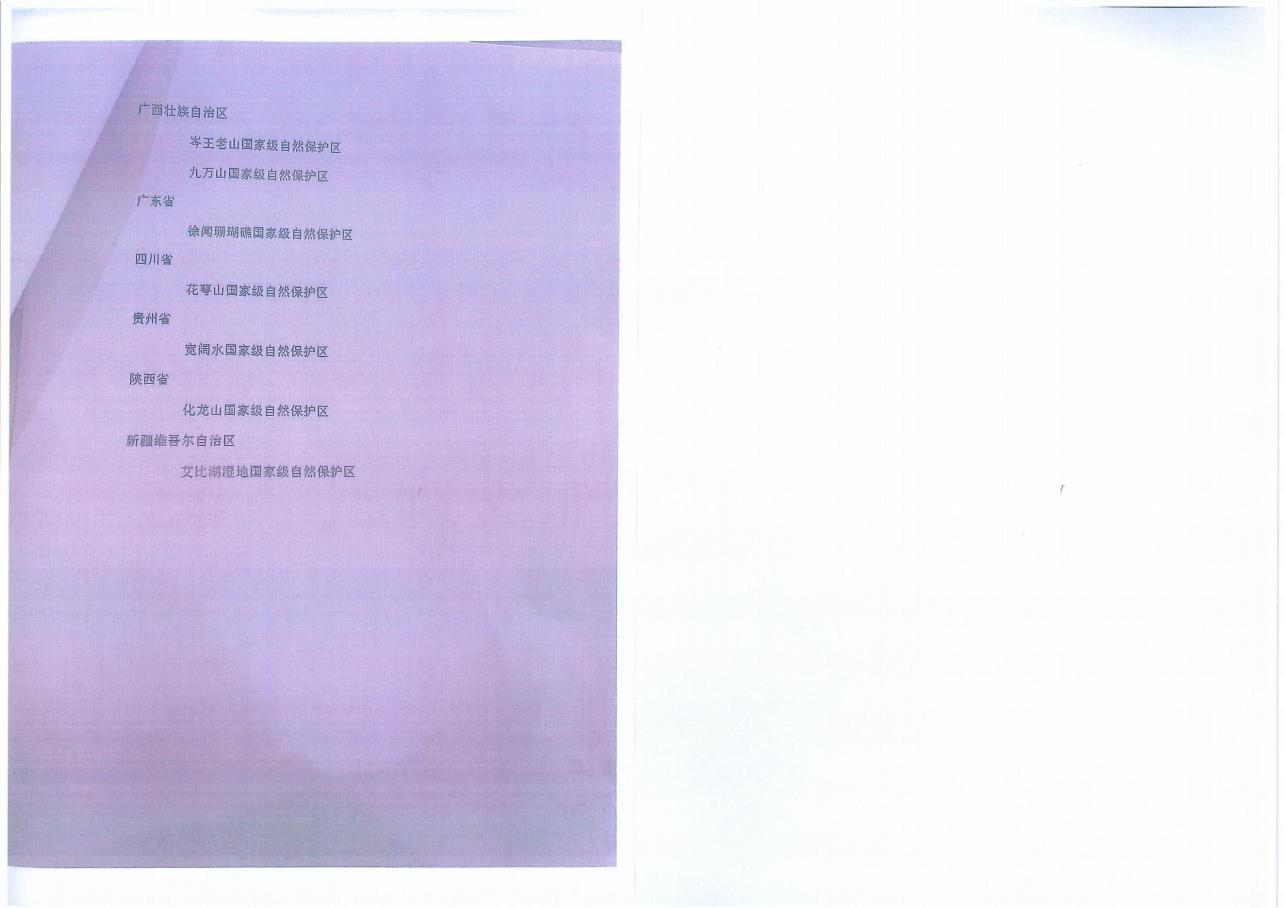 广西壮族自治区
岑王老山国家级自然保护区
九万山国家级自然保护区
广东省
徐闻珊瑚礁国家级自然保护区
四川省
花萼山国家级自然保护区
贵州省
宽阔水国家级自然保护区
陕西省
化龙山国家级自然保护区
新疆维吾尔自治区
艾比湖湿地国家级自然保护区